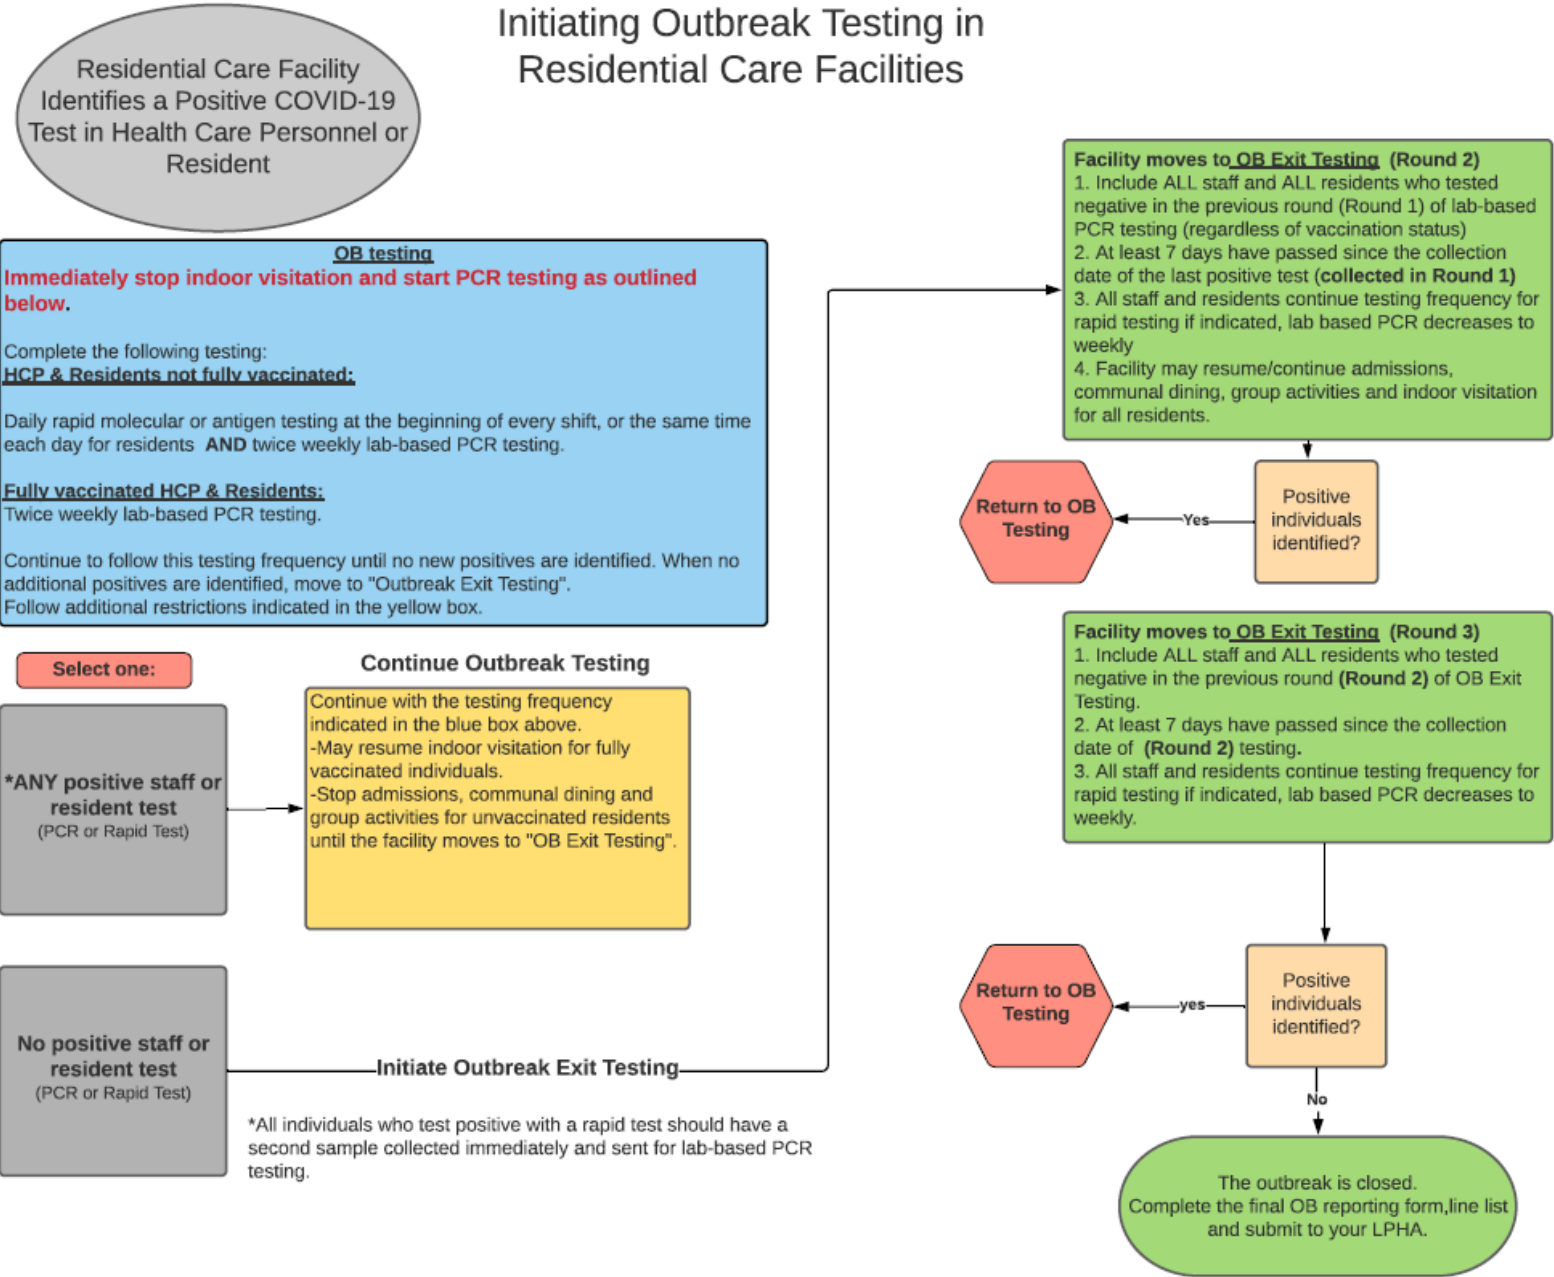 Initiating Outbreak Testing in
Residential Care Facilities
Residential Care Facility
Identifies a Positive COVID-19
Test in Health Care Personnel or
Resident
OB testing
Immediately stop indoor visitation and start PCR testing as outlined
below.
Complete the following testing:
HCP & Residents not fully vaccinated:
Daily rapid molecular or antigen testing at the beginning of every shift, or the same time
each day for residents AND twice weekly lab-based PCR testing.
Fully vaccinated HCP & Residents:
Twice weekly lab-based PCR testing.
Continue to follow this testing frequency until no new positives are identified. When no
additional positives are identified, move to "Outbreak Exit Testing".
Follow additional restrictions indicated in the yellow box.
Select one:
Continue Outbreak Testing
*ANY positive staff or
resident test
(PCR or Rapid Test)
Continue with the testing frequency
indicated in the blue box above.
-May resume indoor visitation for fully
vaccinated individuals.
-Stop admissions, communal dining and
group activities for unvaccinated residents
until the facility moves to "OB Exit Testing".
No positive staff or
resident test
(PCR or Rapid Test)
Initiate Outbreak Exit Testing
*All individuals who test positive with a rapid test should have a
second sample collected immediately and sent for lab-based PCR
testing.
Facility moves to OB Exit Testing (Round 2)
1. Include ALL staff and ALL residents who tested
negative in the previous round (Round 1) of lab-based
PCR testing (regardless of vaccination status)
2. At least 7 days have passed since the collection
date of the last positive test (collected in Round 1)
3. All staff and residents continue testing frequency for
rapid testing if indicated, lab based PCR decreases to
weekly
4. Facility may resume/continue admissions,
communal dining, group activities and indoor visitation
for all residents.
Positive
individuals
identified?
Yes
Return to OB
Testing
Facility moves to OB Exit Testing (Round 3)
1. Include ALL staff and ALL residents who tested
negative in the previous round (Round 2) of OB Exit
Testing.
2. At least 7 days have passed since the collection
date of (Round 2) testing.
3. All staff and residents continue testing frequency for
rapid testing if indicated, lab based PCR decreases to
weekly.
Positive
individuals
identified?
yes
Return to OB
Testing
No
The outbreak is closed.
Complete the final OB reporting form,line list
and submit to your LPHA.